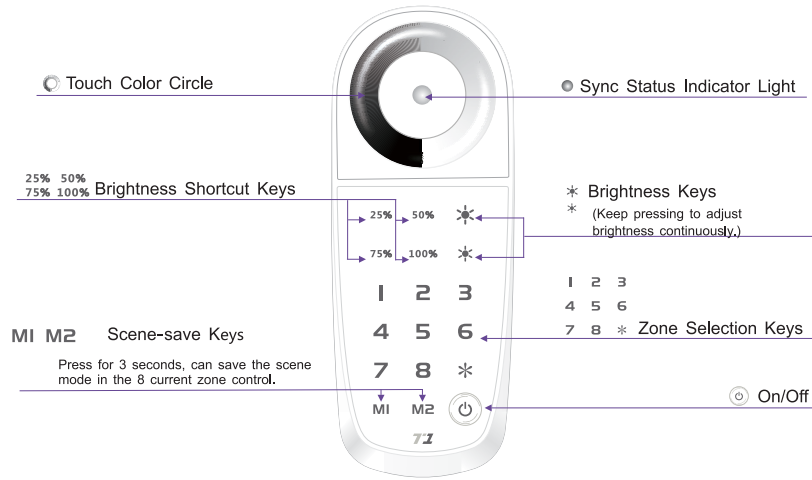 Touch Color Circle
Sync Status Indicator Light
25% 50%
75% 100% Brightness Shortcut Keys
Brightness Keys
(Keep pressing to adjust
brightness continuously.)
25% 50%
75% 100%
1 2 3
4 5 6
7 8 *
M1 M2
T1
1 2 3
4 5 6
7 8 * Zone Selection Keys
M1 M2 Scene-save Keys
Press for 3 seconds, can save the scene
mode in the 8 current zone control.
On/Off